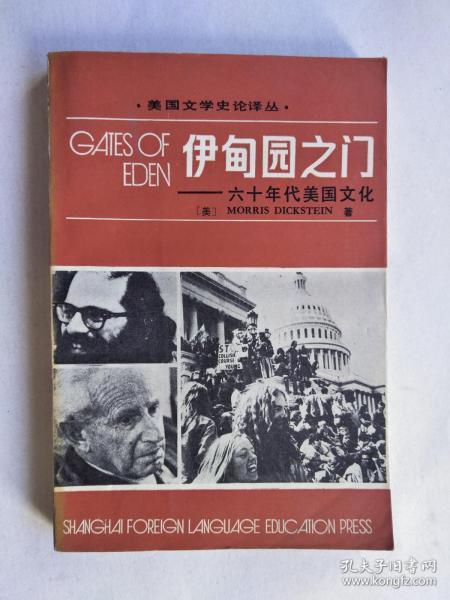 ·美国文学史论译丛·
GATES OF
EDEN
伊甸园之门
——六十年代美国文化
[美] MORRIS DICKSTEIN 著
COLLISION
COURSE
SHANGHAI FOREIGN LANGUAGE EDUCATION PRESS
孔夫子旧书网
www.kongfz.com